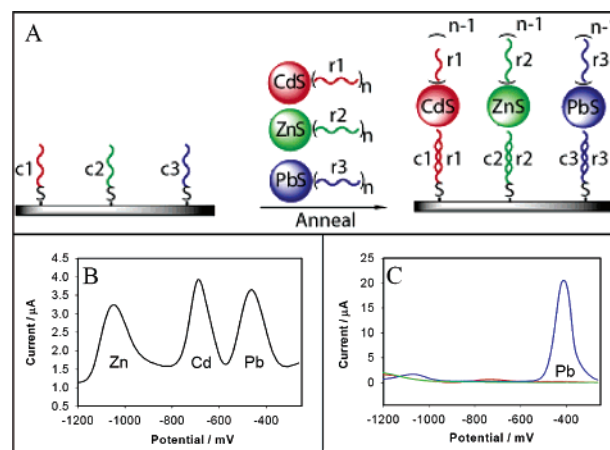 A
c1
c2
c3
S
S
S
CdS
( r1 )n
ZnS
( r2 )n
PbS
( r3 )n
Anneal
n-1
n-1
n-1
r1
r2
r3
CdS
ZnS
PbS
c1
r1
c2
r2
c3
r3
S
S
S
B
Current / µA
4.5
4.0
3.5
3.0
2.5
2.0
1.5
1.0
0.5
Zn
Cd
Pb
-1200 -1000 -800 -600 -400
Potential / mV
C
Current / µA
25
20
15
10
5
0
Pb
-1200 -1000 -800 -600 -400
Potential / mV